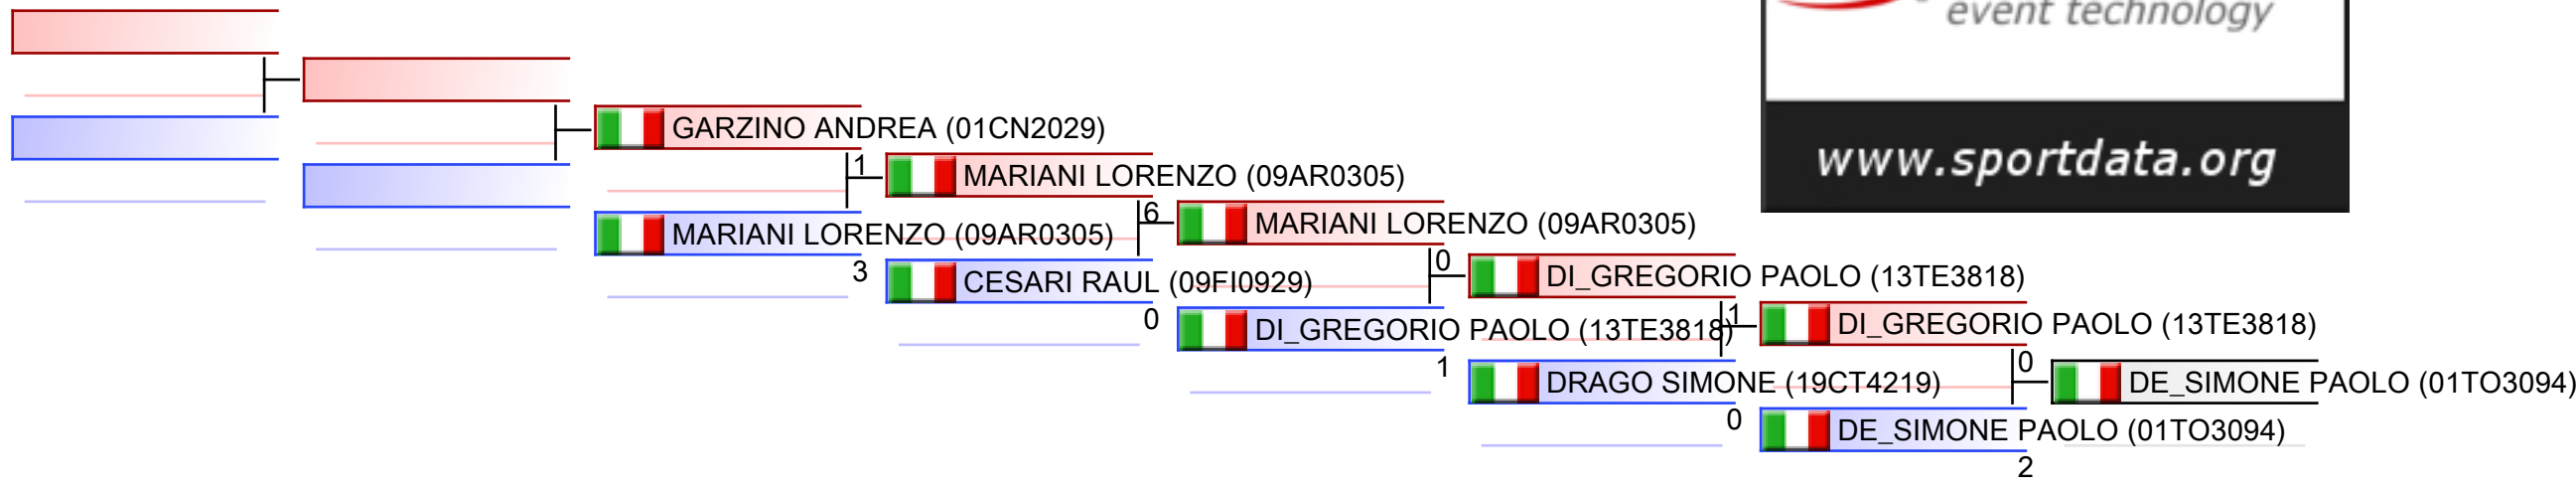 event technology
www.sportdata.org
GARZINO ANDREA (01CN2029)
1
MARIANI LORENZO (09AR0305)
6
MARIANI LORENZO (09AR0305)
MARIANI LORENZO (09AR0305)
3
0
CESARI RAUL (09FI0929)
0
DI_GREGORIO PAOLO (13TE3818)
DI_GREGORIO PAOLO (13TE3818)
1
1
DI_GREGORIO PAOLO (13TE3818)
DRAGO SIMONE (19CT4219)
0
0
DE_SIMONE PAOLO (01TO3094)
DE_SIMONE PAOLO (01TO3094)
2